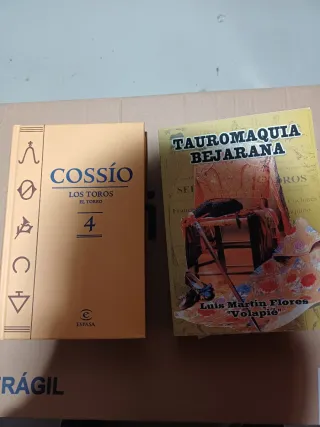 COSSÍO
LOS TOROS
EL TOREO
4
ESPASA
TAUROMAQUIA
BEJARANA
Luis Martín Flores
"Volapié"
FRÁGIL